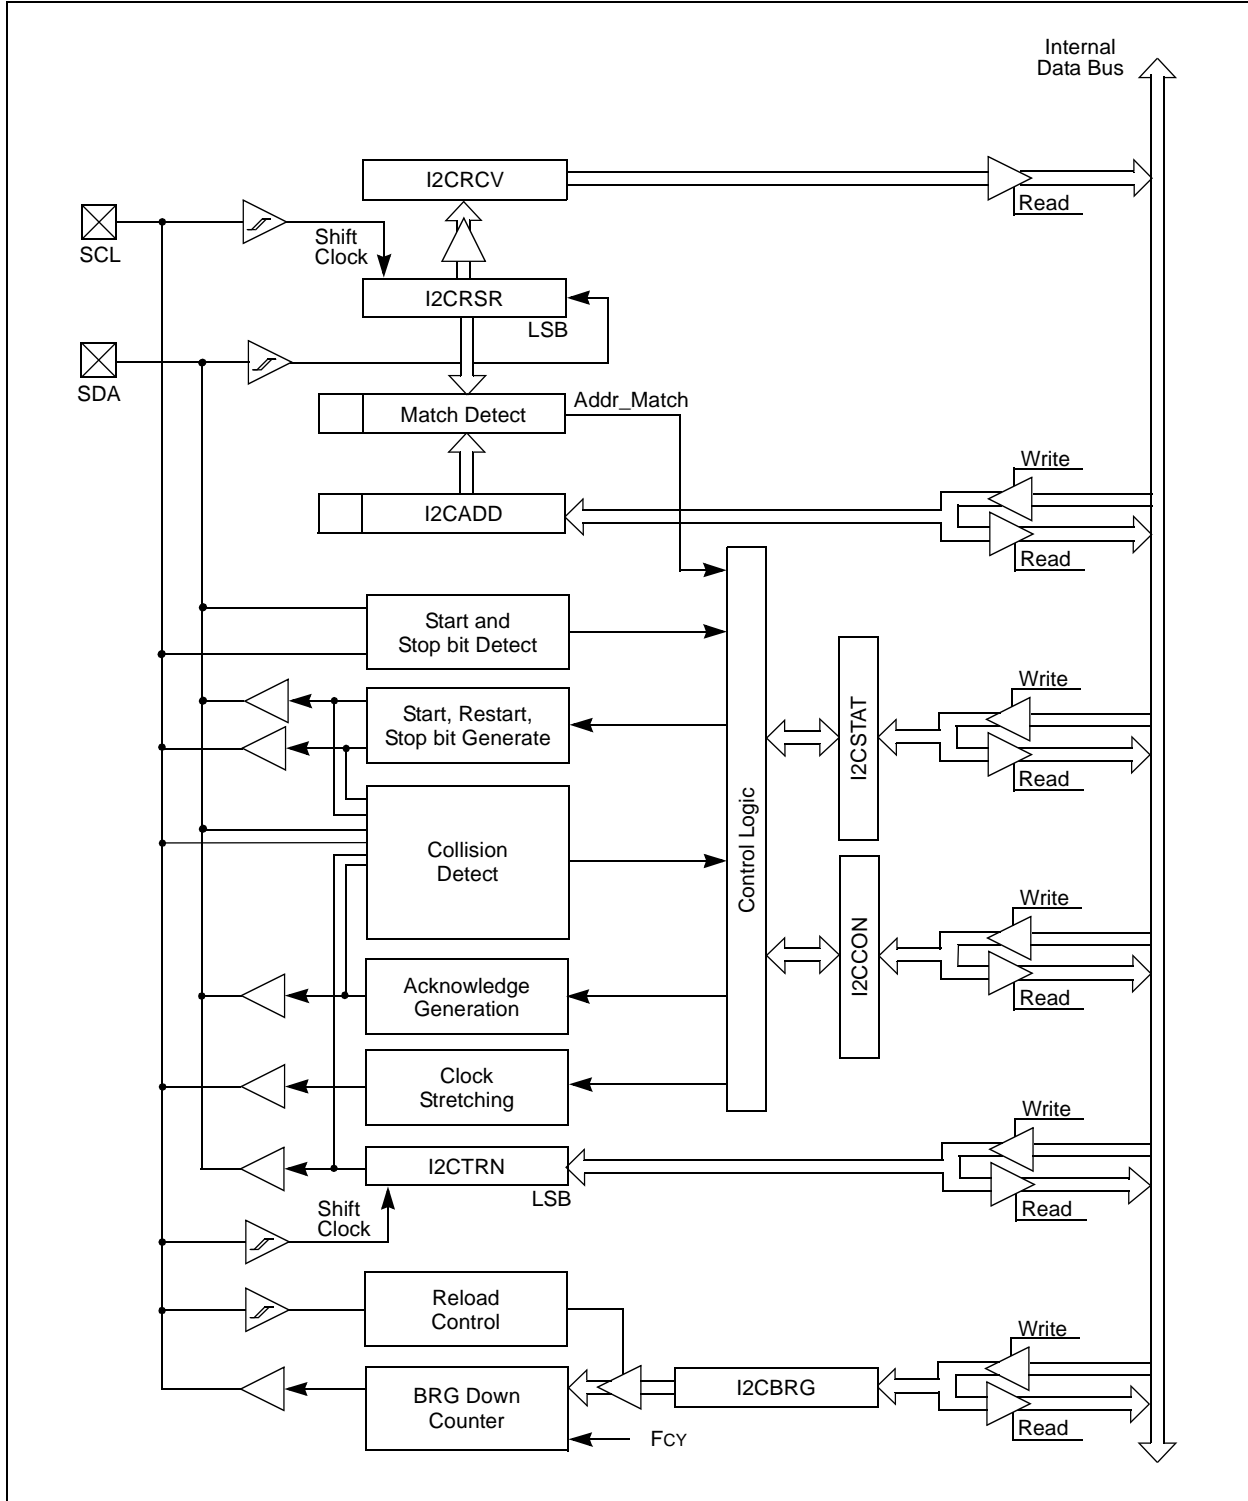 Internal
Data Bus
I2CRCV
Read
SCL
Shift
Clock
I2CRSR
LSB
SDA
Addr_Match
Match Detect
Write
I2CADD
Read
Start and
Stop bit Detect
Write
Start, Restart,
Stop bit Generate
I2CSTAT
Read
Control Logic
Collision
Detect
Write
I2CCON
Acknowledge
Generation
Read
Clock
Stretching
Write
I2CTRN
LSB
Shift
Clock
Read
Reload
Control
Write
I2CBRG
BRG Down
Counter
Read
FCY